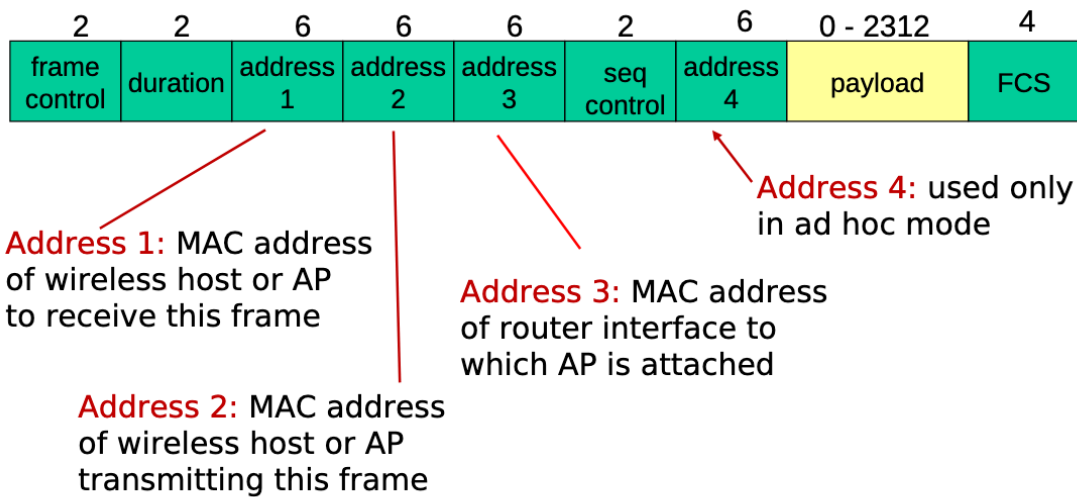 2 2 6 6 6 2 6 0 - 2312 4
frame control
duration
address 1
address 2
address 3
seq control
address 4
payload
FCS
Address 4: used only
in ad hoc mode
Address 1: MAC address
of wireless host or AP
to receive this frame
Address 3: MAC address
of router interface to
which AP is attached
Address 2: MAC address
of wireless host or AP
transmitting this frame